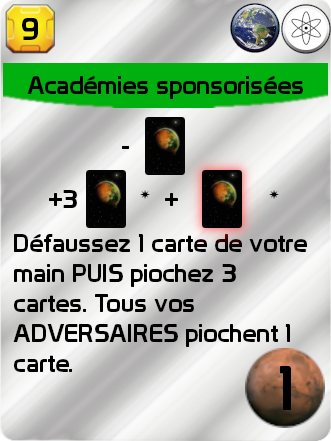 9
Académies sponsorisées
-
+3 * + *
Défaussez 1 carte de votre
main PUIS piochez 3
cartes. Tous vos
ADVERSAIRES piochent 1
carte.
1